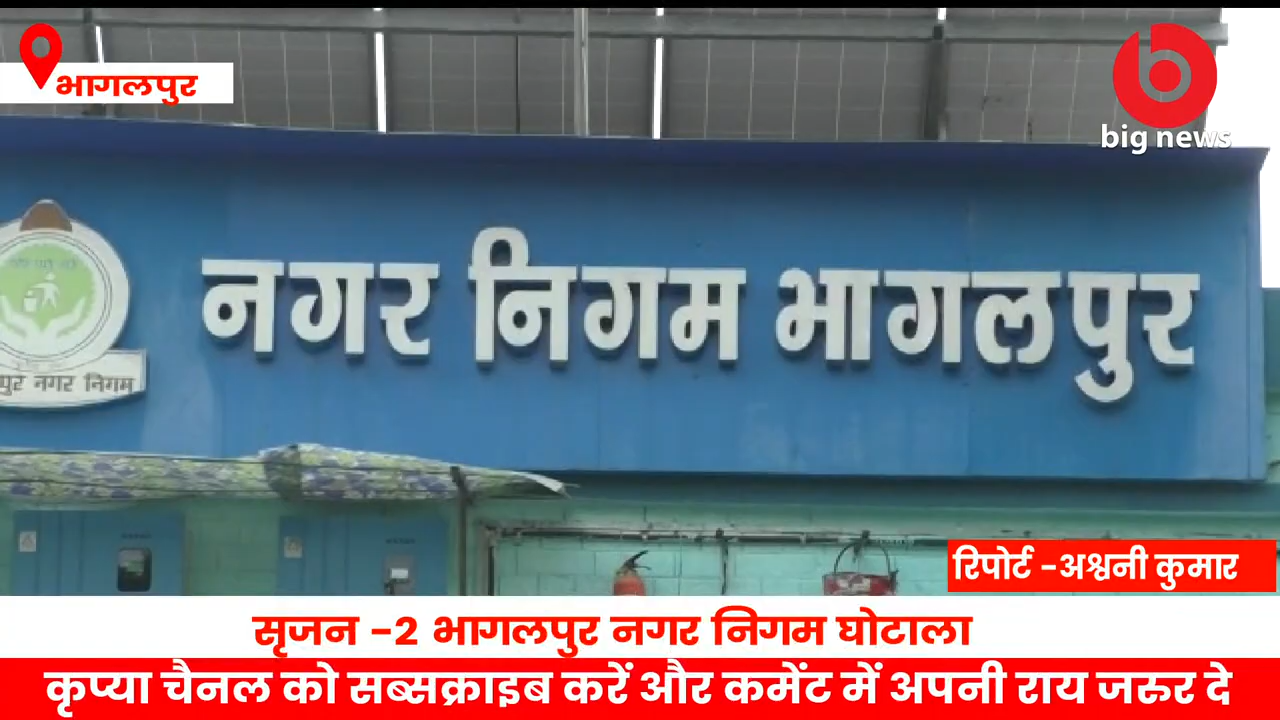 भागलपुर
big news
नगर निगम भागलपुर
पुर नगर निगम
रिपोर्ट -अश्वनी कुमार
सृजन -2 भागलपुर नगर निगम घोटाला
कृप्या चैनल को सब्सक्राइब करें और कमेंट में अपनी राय जरुर दे